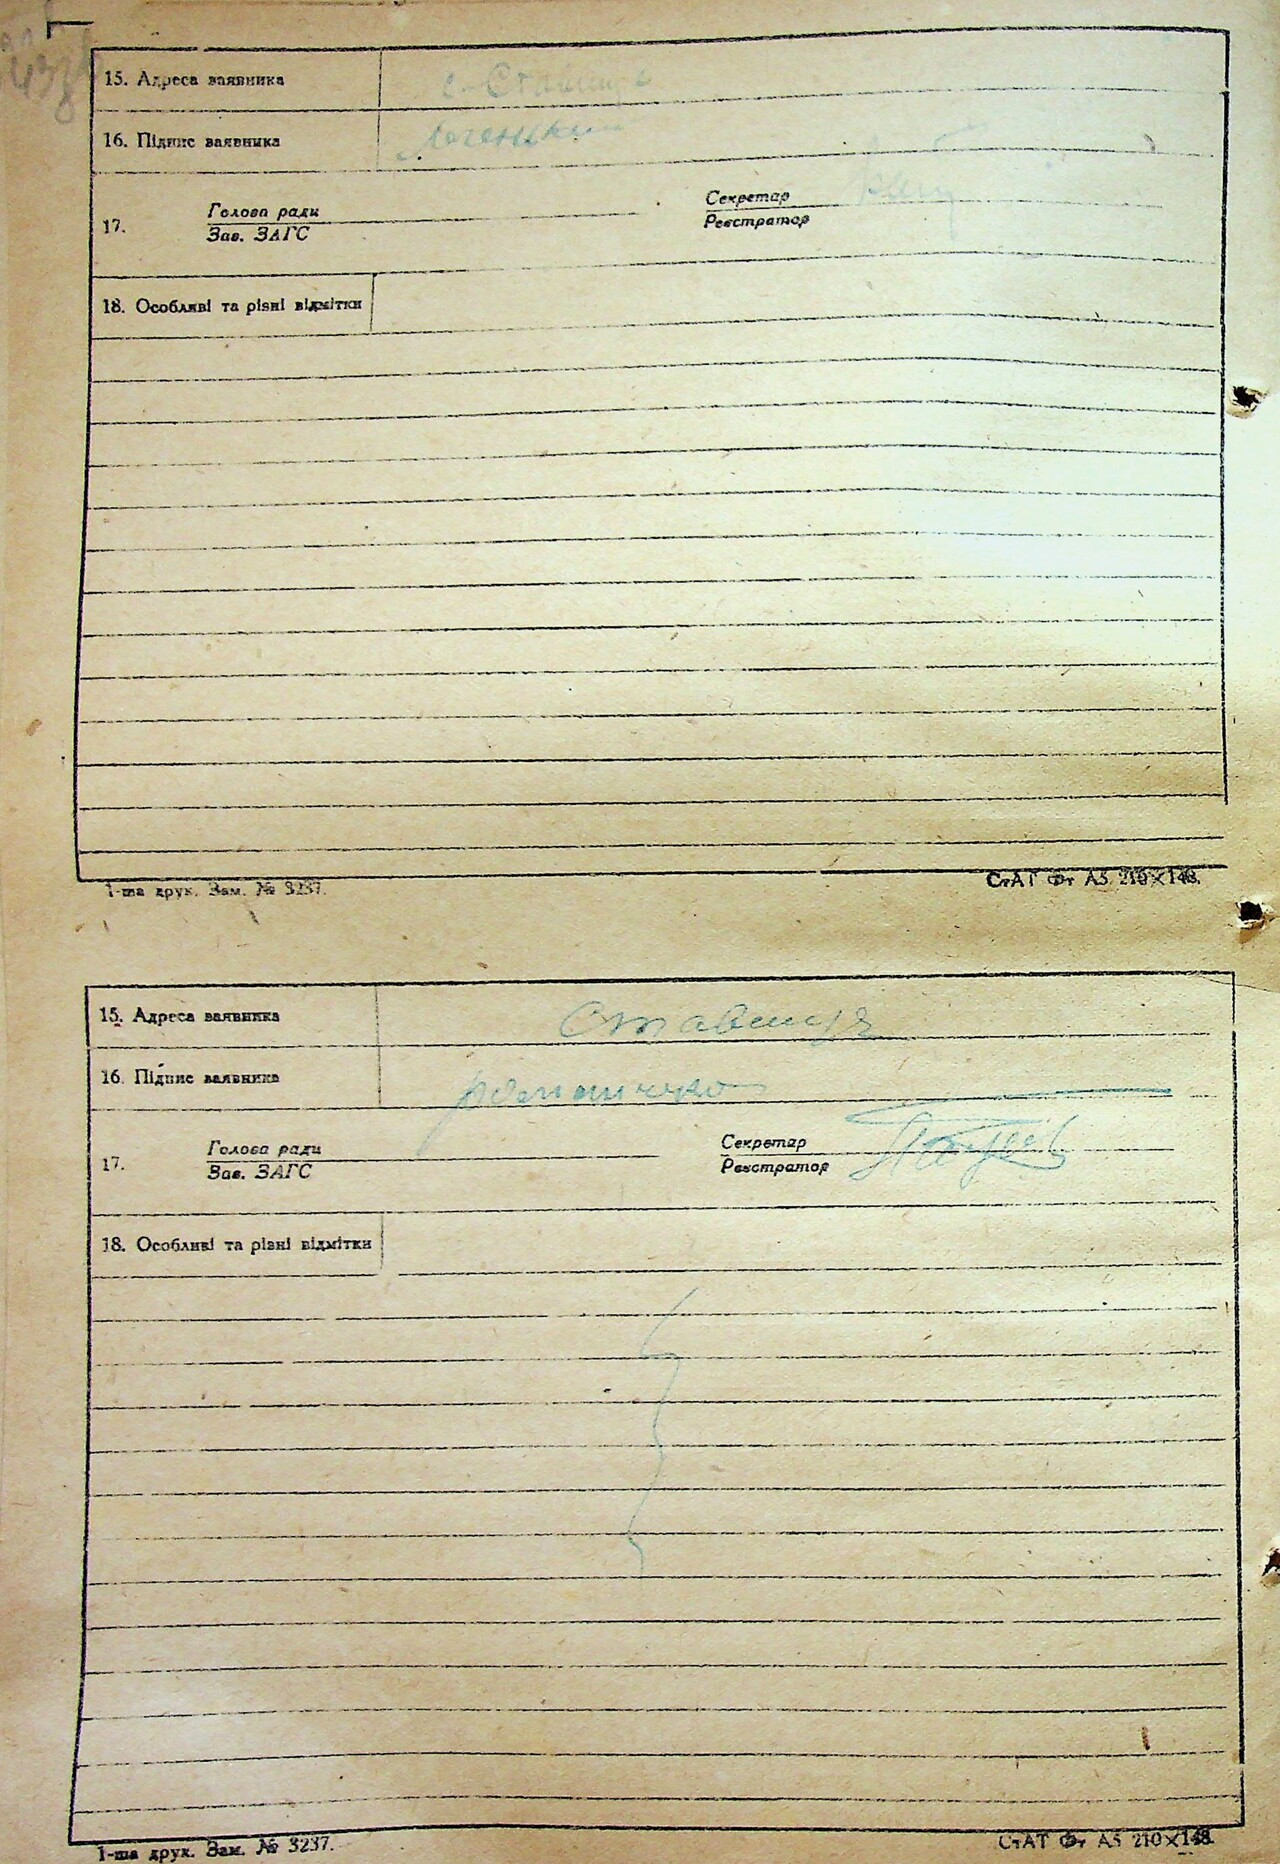 15. Адреса заявника с. Ставище
16. Підпис заявника
Голова ради Секретар
17.
Зав. ЗАГС Реєстратор
18. Особливі та різні відмітки
1-ша друк. Зам. № 3237. СтАТ Фт А5 210×148.
15. Адреса заявника Ставище
16. Підпис заявника
Голова ради Секретар
17.
Зав. ЗАГС Реєстратор
18. Особливі та різні відмітки
1-ша друк. Зам. № 3237. СтАТ Фт А5 210×148.